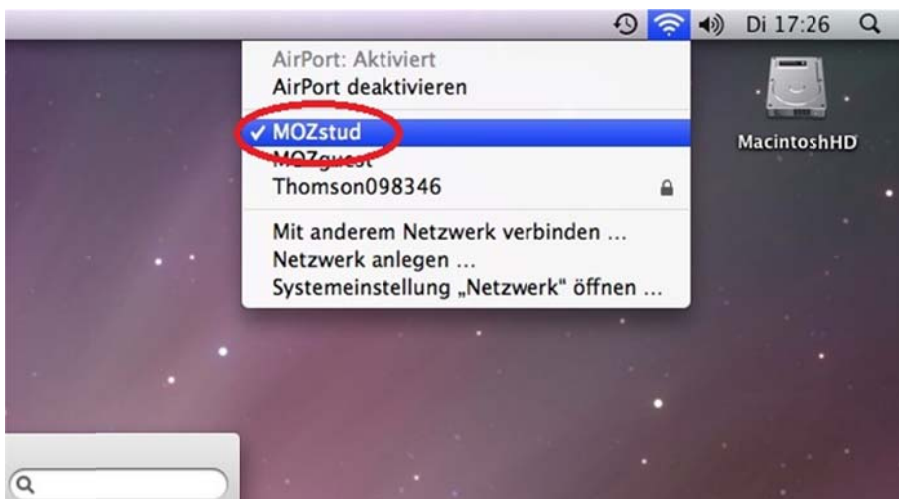 Di 17:26
AirPort: Aktiviert
AirPort deaktivieren
MOZstud
MOZguest
Thomson098346
Mit anderem Netzwerk verbinden ...
Netzwerk anlegen ...
Systemeinstellung „Netzwerk“ öffnen ...
MacintoshHD